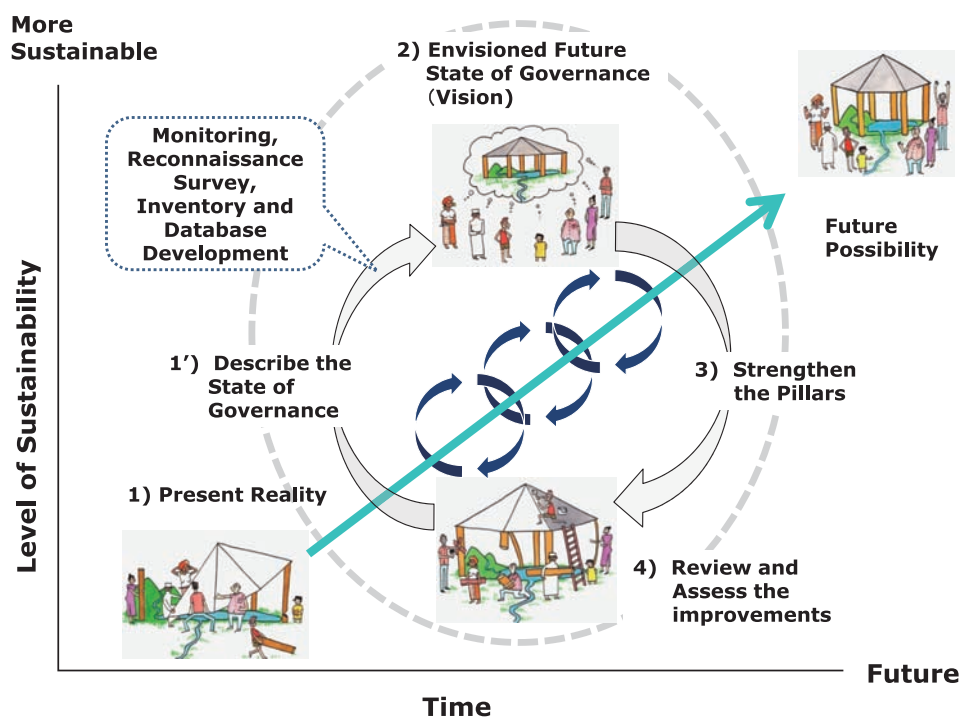 More
Sustainable
2) Envisioned Future
State of Governance
(Vision)
Monitoring,
Reconnaissance
Survey,
Inventory and
Database
Development
Future
Possibility
Level of Sustainability
1') Describe the
State of
Governance
3) Strengthen
the Pillars
1) Present Reality
4) Review and
Assess the
improvements
Future
Time